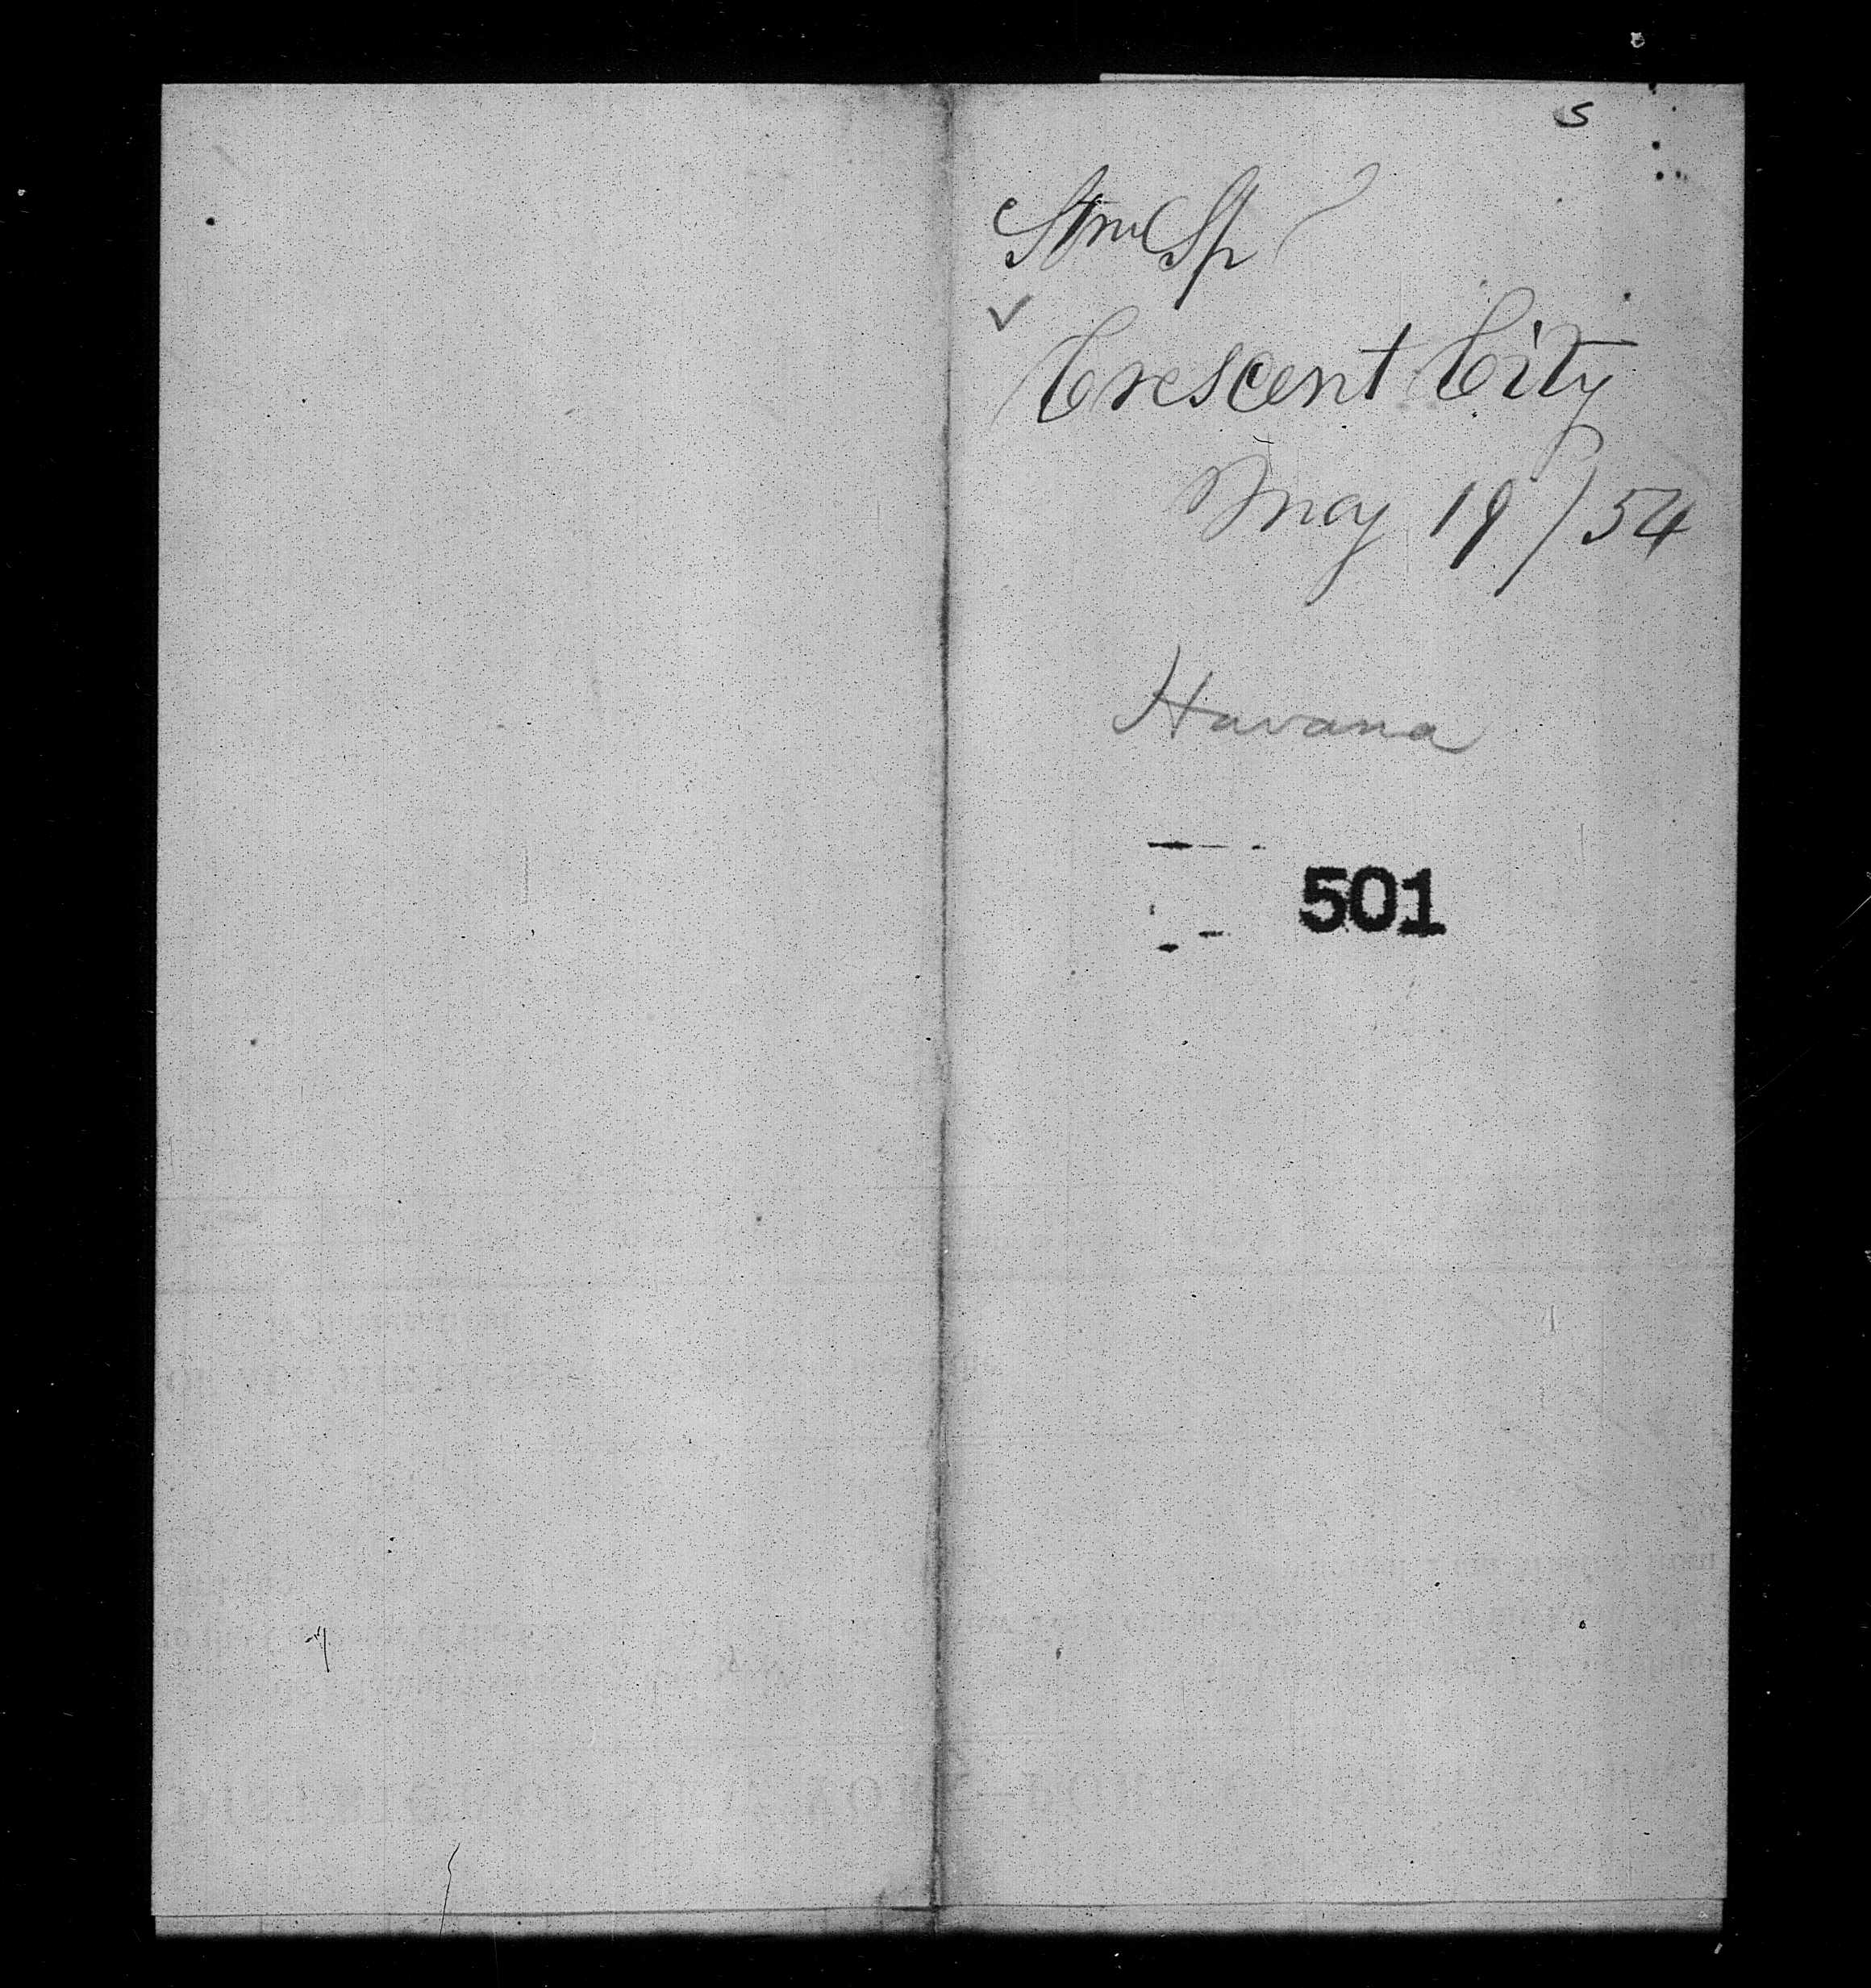 5
Stm Sp
✓
Crescent City
May 19/54
Havana
501